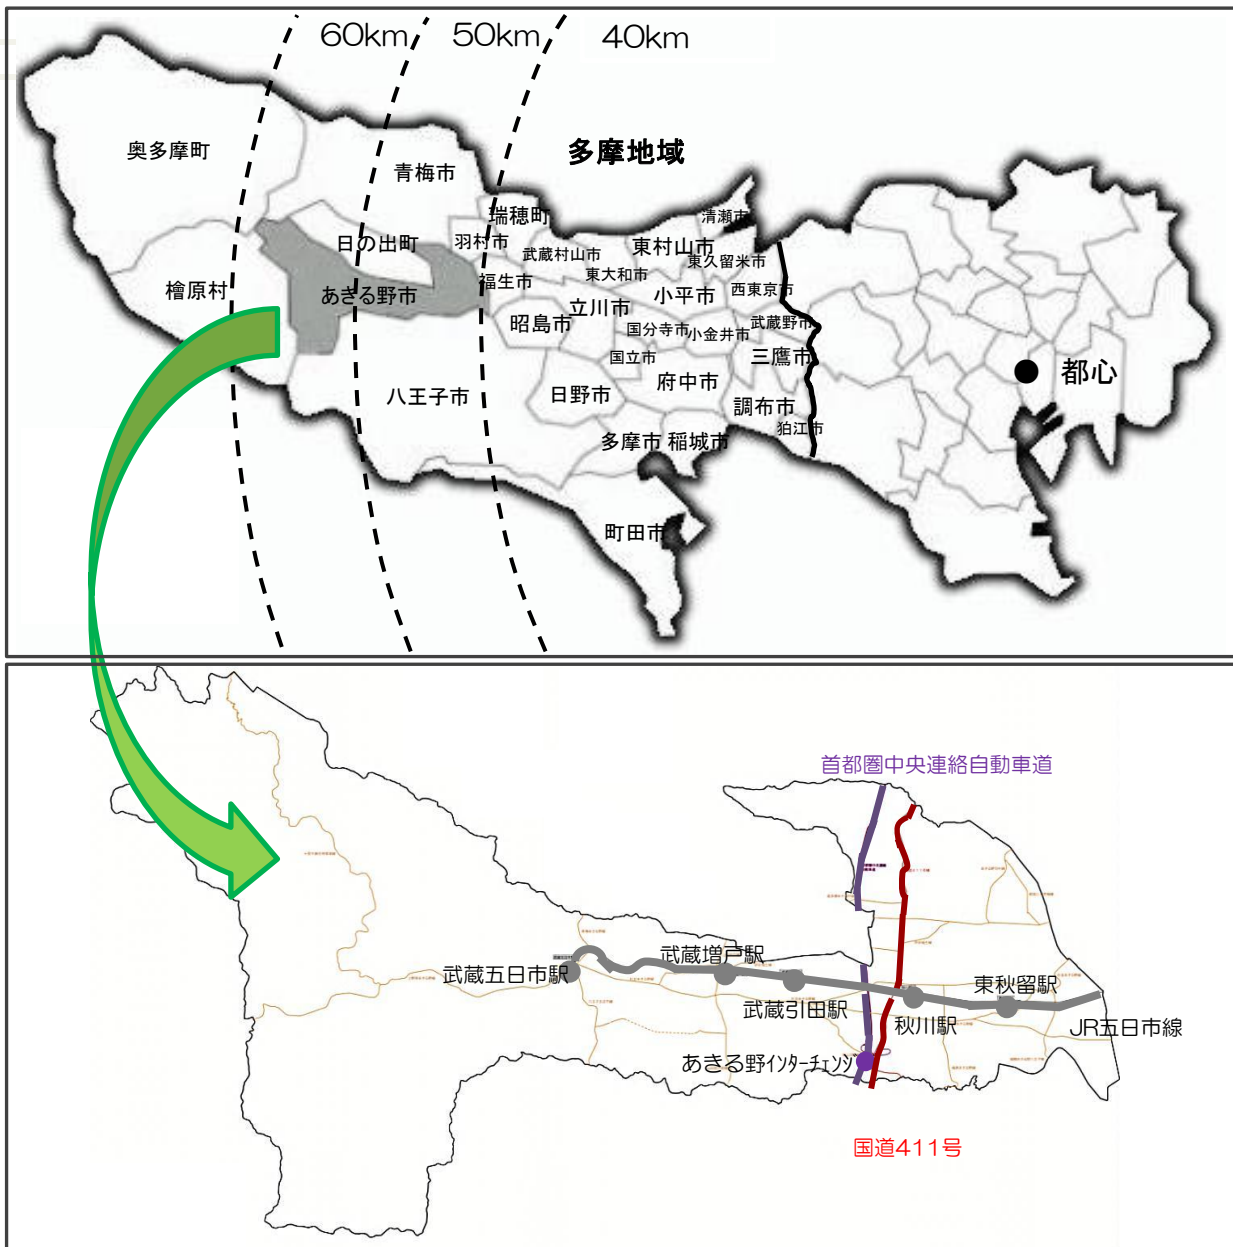 60km
50km
40km
多摩地域
奥多摩町
青梅市
瑞穂町
清瀬市
日の出町
羽村市
武蔵村山市
東村山市
東久留米市
東大和市
檜原村
あきる野市
福生市
立川市
小平市
西東京市
昭島市
国分寺市
小金井市
武蔵野市
国立市
三鷹市
都心
八王子市
日野市
府中市
調布市
狛江市
多摩市
稲城市
町田市
首都圏中央連絡自動車道
武蔵五日市駅
武蔵増戸駅
武蔵引田駅
秋川駅
東秋留駅
JR五日市線
あきる野インターチェンジ
国道411号